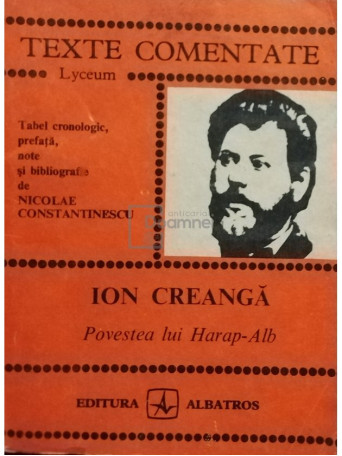 TEXTE COMENTATE
Lyceum
Tabel cronologic,
prefață,
note
și bibliografie
de
NICOLAE
CONSTANTINESCU
ION CREANGĂ
Povestea lui Harap-Alb
EDITURA ALBATROS